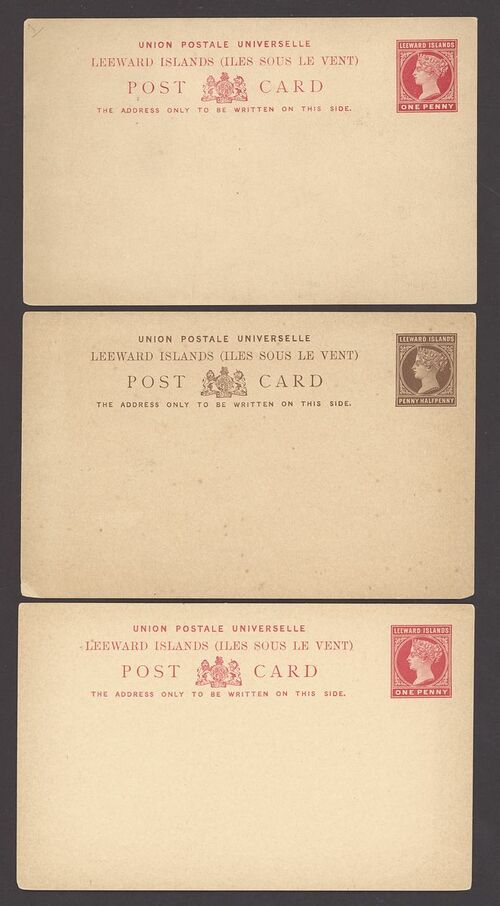 UNION POSTALE UNIVERSELLE
LEEWARD ISLANDS (ILES SOUS LE VENT)
POST CARD
THE ADDRESS ONLY TO BE WRITTEN ON THIS SIDE.
LEEWARD ISLANDS
ONE PENNY
UNION POSTALE UNIVERSELLE
LEEWARD ISLANDS (ILES SOUS LE VENT)
POST CARD
THE ADDRESS ONLY TO BE WRITTEN ON THIS SIDE.
LEEWARD ISLANDS
PENNY HALFPENNY
UNION POSTALE UNIVERSELLE
LEEWARD ISLANDS (ILES SOUS LE VENT)
POST CARD
THE ADDRESS ONLY TO BE WRITTEN ON THIS SIDE.
LEEWARD ISLANDS
ONE PENNY